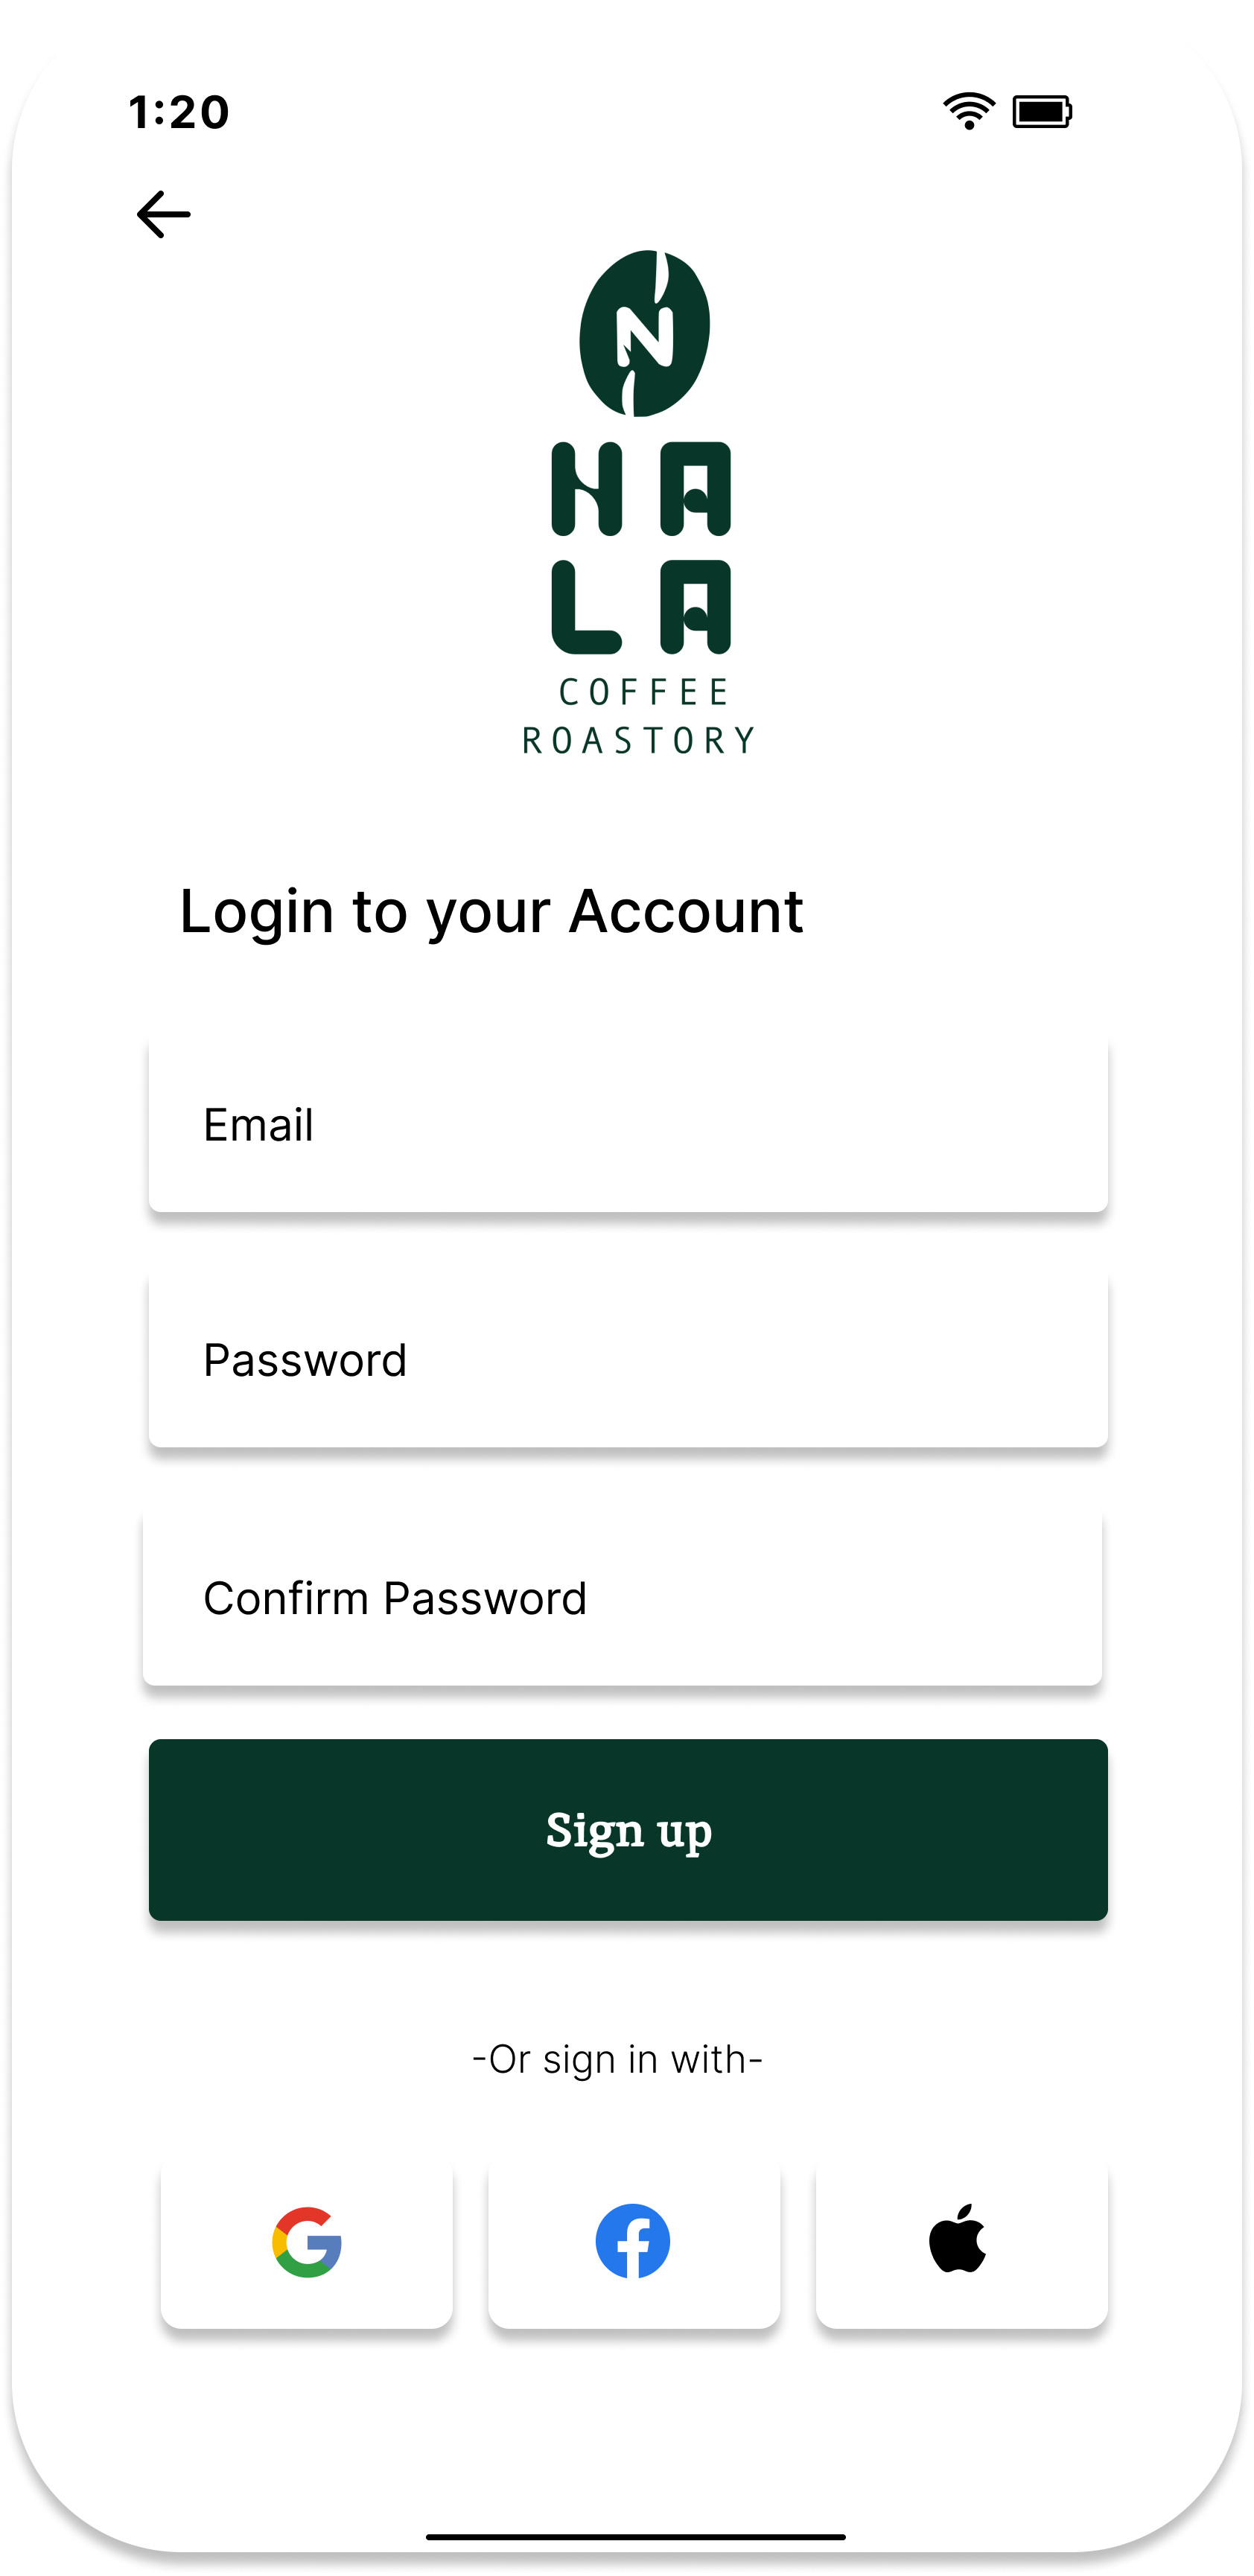 1:20
N
NA
LA
COFFEE
ROASTORY
Login to your Account
Email
Password
Confirm Password
Sign up
-Or sign in with-